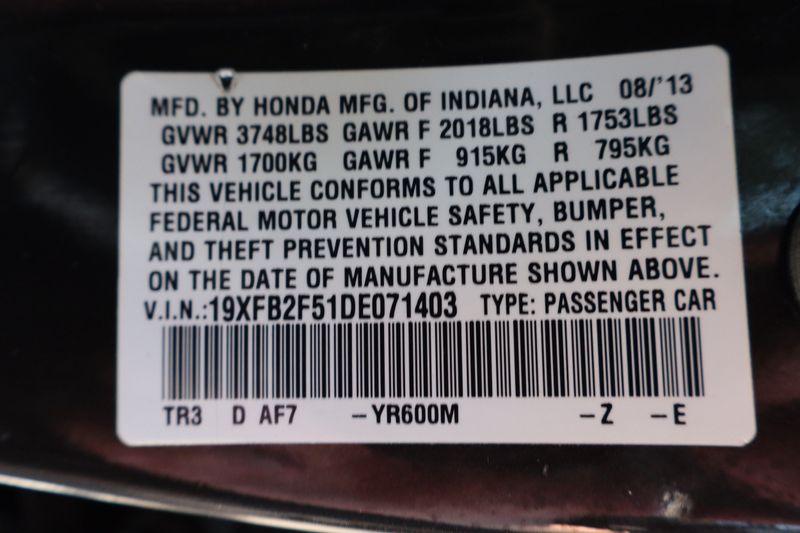 MFD. BY HONDA MFG. OF INDIANA, LLC 08/'13
GVWR 3748LBS GAWR F 2018LBS R 1753LBS
GVWR 1700KG GAWR F 915KG R 795KG
THIS VEHICLE CONFORMS TO ALL APPLICABLE
FEDERAL MOTOR VEHICLE SAFETY, BUMPER,
AND THEFT PREVENTION STANDARDS IN EFFECT
ON THE DATE OF MANUFACTURE SHOWN ABOVE.
V.I.N.:19XFB2F51DE071403 TYPE: PASSENGER CAR
TR3 D AF7 –YR600M –Z –E